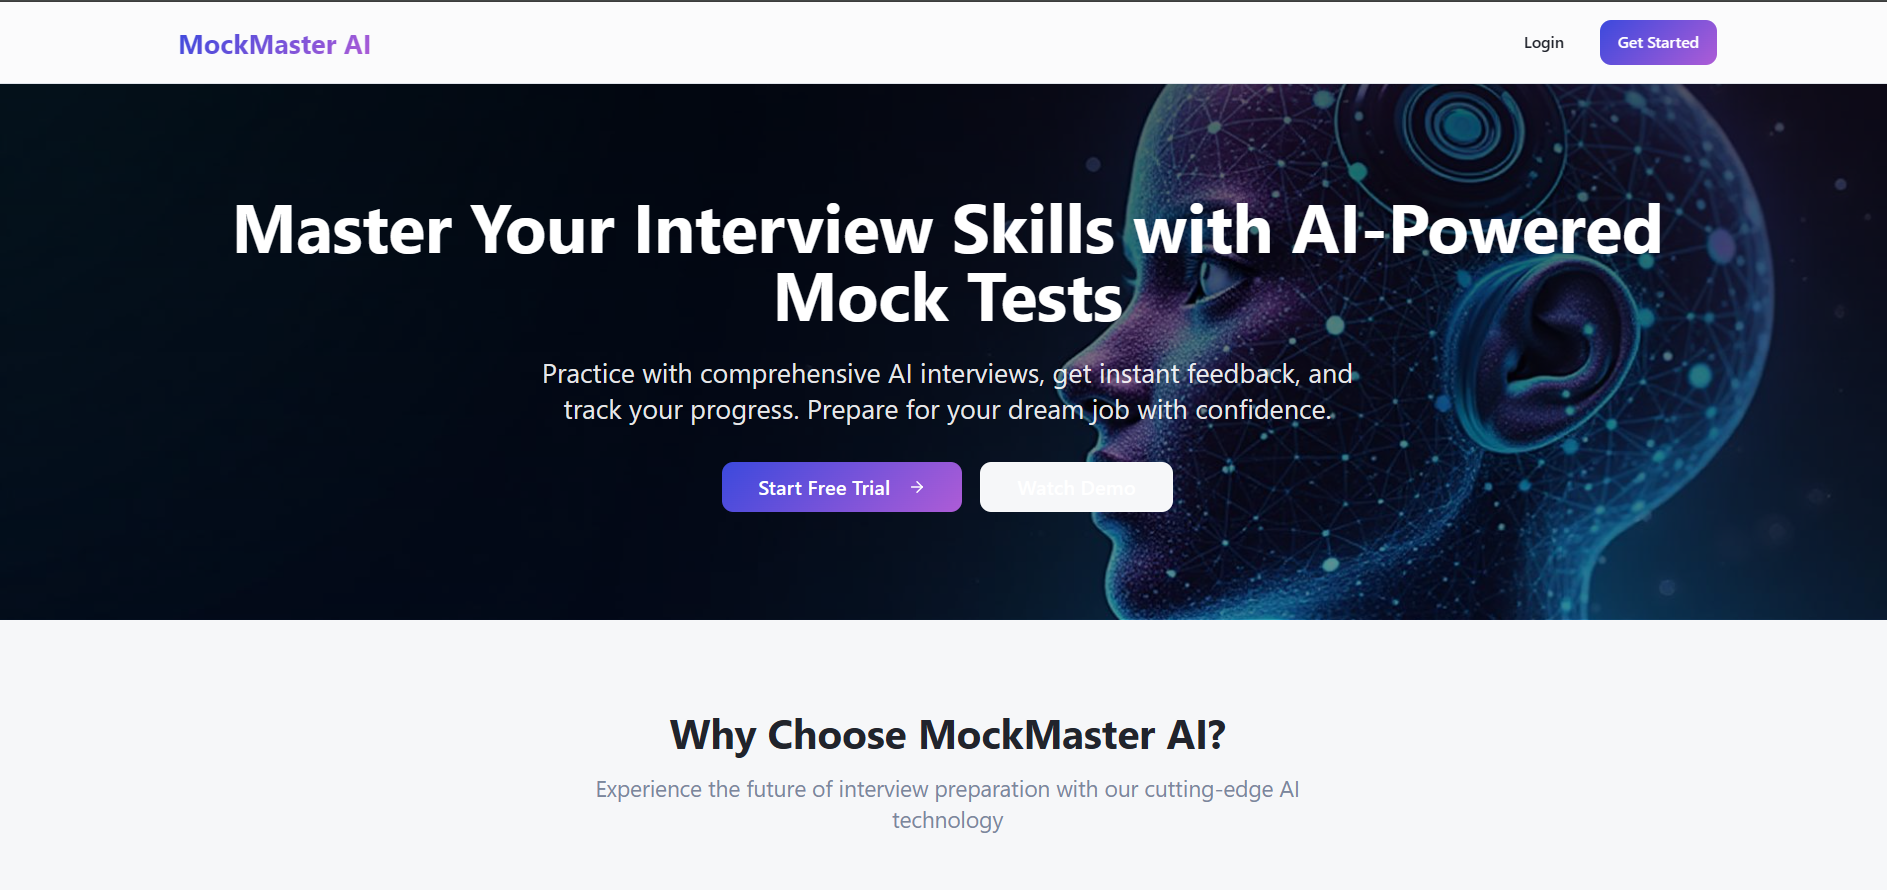 MockMaster AI
Login
Get Started
Master Your Interview Skills with AI-Powered
Mock Tests
Practice with comprehensive AI interviews, get instant feedback, and
track your progress. Prepare for your dream job with confidence.
Start Free Trial →
Watch Demo
Why Choose MockMaster AI?
Experience the future of interview preparation with our cutting-edge AI
technology